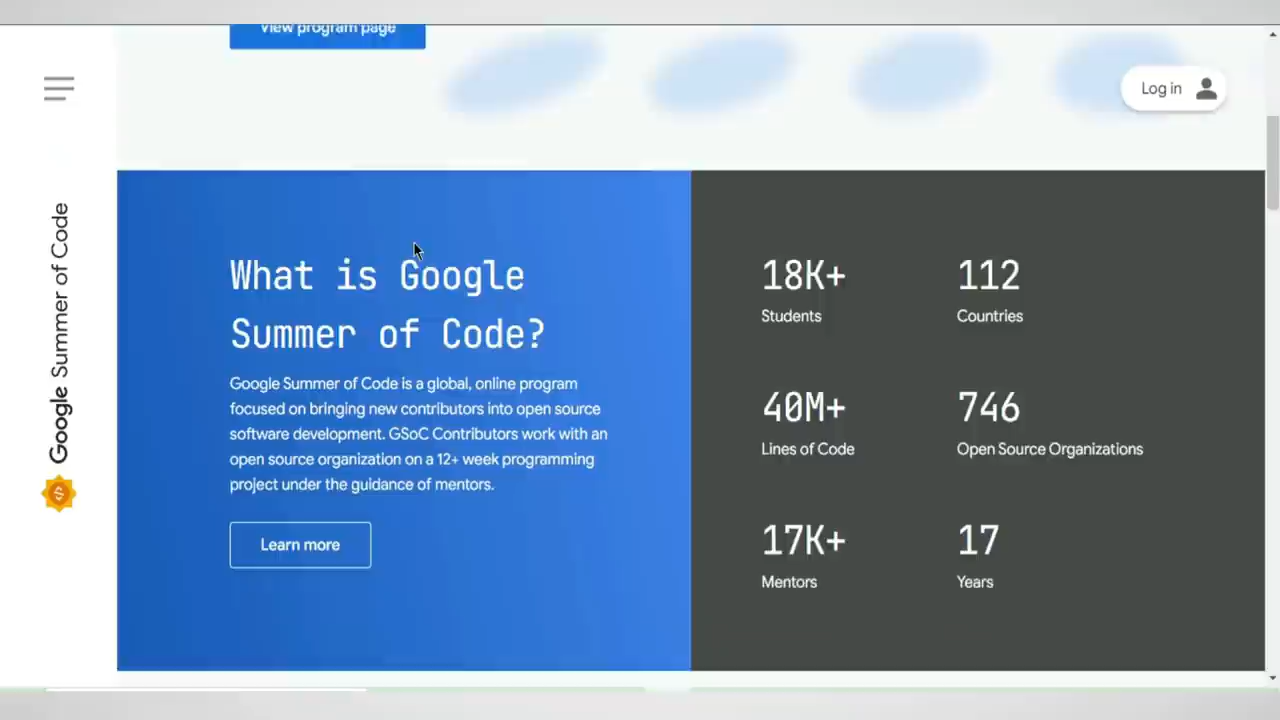 View program page
Log in
Google Summer of Code
What is Google
Summer of Code?
Google Summer of Code is a global, online program
focused on bringing new contributors into open source
software development. GSoC Contributors work with an
open source organization on a 12+ week programming
project under the guidance of mentors.
Learn more
18K+
Students
112
Countries
40M+
Lines of Code
746
Open Source Organizations
17K+
Mentors
17
Years